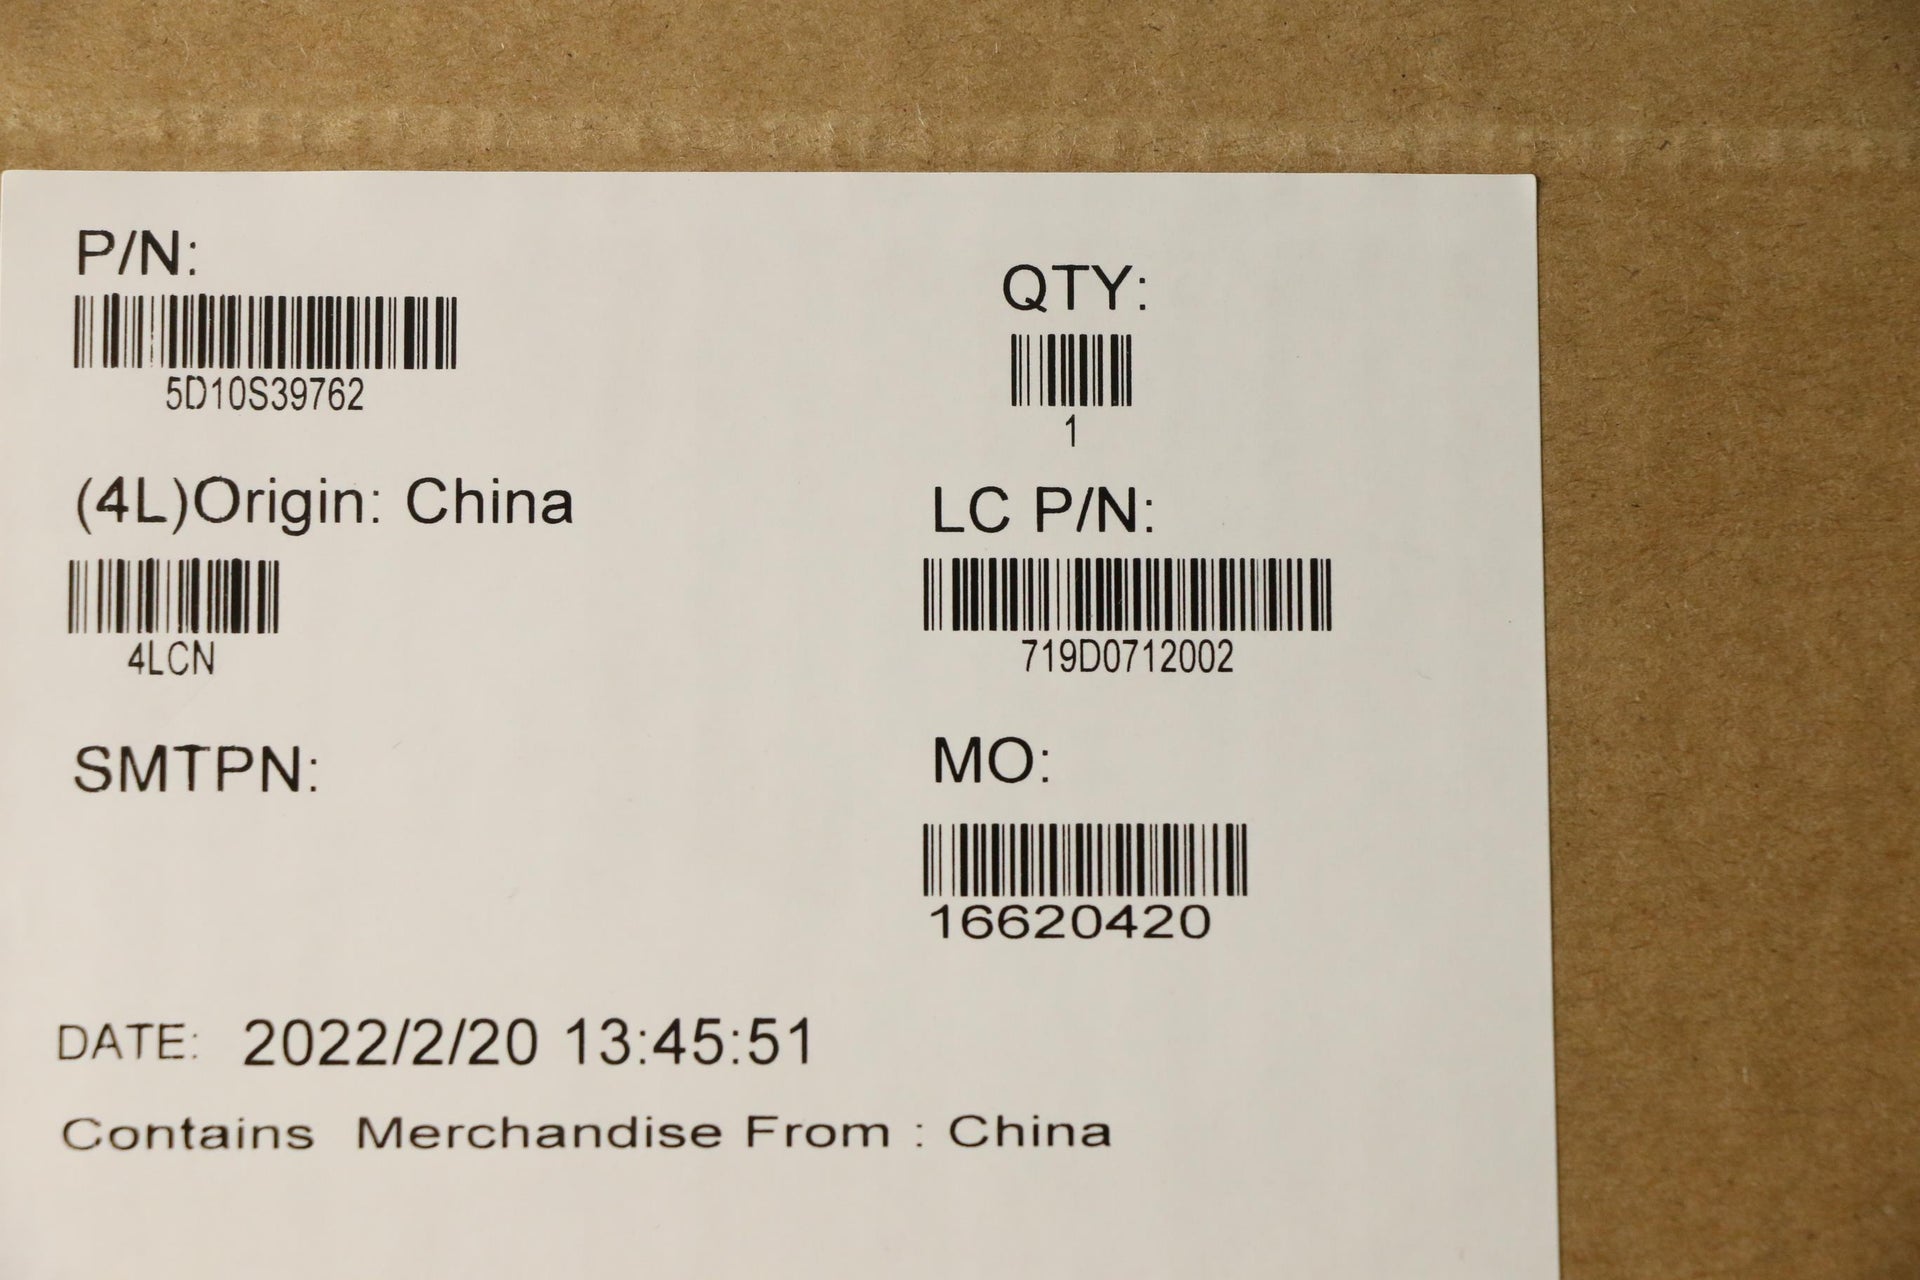 P/N:
5D10S39762
QTY:
1
(4L)Origin: China
4LCN
LC P/N:
719D0712002
SMTPN:
MO:
16620420
DATE: 2022/2/20 13:45:51
Contains Merchandise From : China